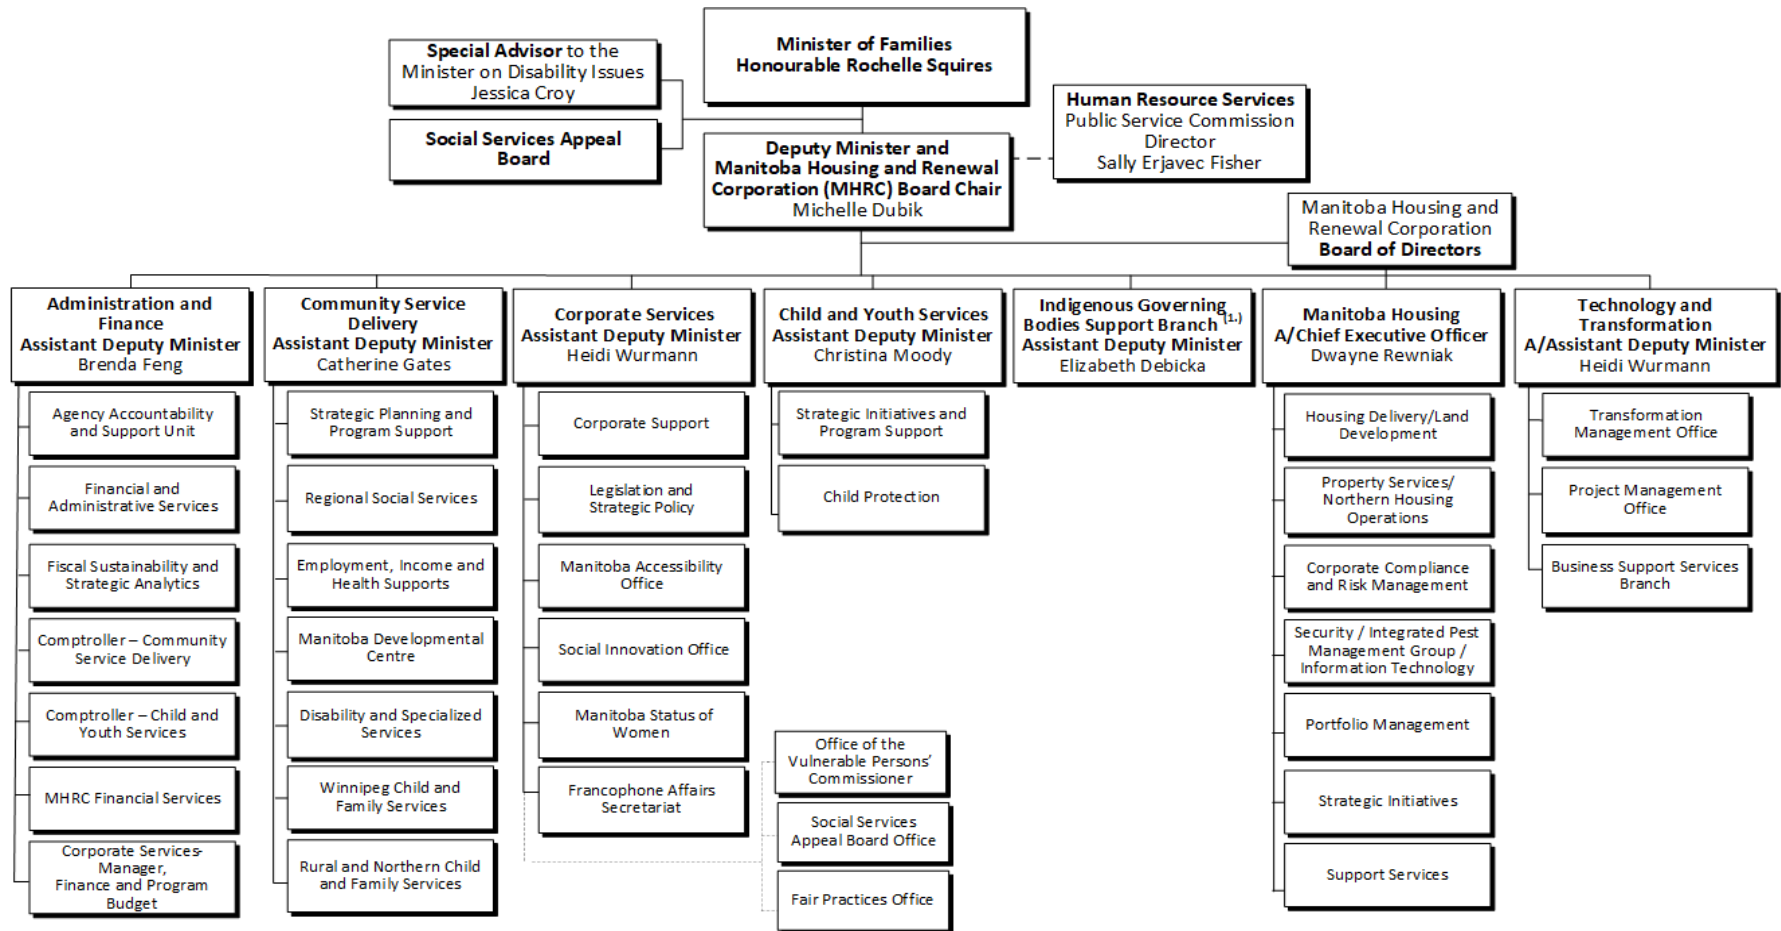 Minister of Families
Honourable Rochelle Squires
Special Advisor to the
Minister on Disability Issues
Jessica Croy
Social Services Appeal
Board
Human Resource Services
Public Service Commission
Director
Sally Erjavec Fisher
Deputy Minister and
Manitoba Housing and Renewal
Corporation (MHRC) Board Chair
Michelle Dubik
Manitoba Housing and
Renewal Corporation
Board of Directors
Administration and
Finance
Assistant Deputy Minister
Brenda Feng
Agency Accountability
and Support Unit
Financial and
Administrative Services
Fiscal Sustainability and
Strategic Analytics
Comptroller – Community
Service Delivery
Comptroller – Child and
Youth Services
MHRC Financial Services
Corporate Services-
Manager,
Finance and Program
Budget
Community Service
Delivery
Assistant Deputy Minister
Catherine Gates
Strategic Planning and
Program Support
Regional Social Services
Employment, Income and
Health Supports
Manitoba Developmental
Centre
Disability and Specialized
Services
Winnipeg Child and
Family Services
Rural and Northern Child
and Family Services
Corporate Services
Assistant Deputy Minister
Heidi Wurmann
Corporate Support
Legislation and
Strategic Policy
Manitoba Accessibility
Office
Social Innovation Office
Manitoba Status of
Women
Francophone Affairs
Secretariat
Office of the
Vulnerable Persons’
Commissioner
Social Services
Appeal Board Office
Fair Practices Office
Child and Youth Services
Assistant Deputy Minister
Christina Moody
Strategic Initiatives and
Program Support
Child Protection
Indigenous Governing
Bodies Support Branch (1.)
Assistant Deputy Minister
Elizabeth Debicka
Manitoba Housing
A/Chief Executive Officer
Dwayne Rewniak
Housing Delivery/Land
Development
Property Services/
Northern Housing
Operations
Corporate Compliance
and Risk Management
Security / Integrated Pest
Management Group /
Information Technology
Portfolio Management
Strategic Initiatives
Support Services
Technology and
Transformation
A/Assistant Deputy Minister
Heidi Wurmann
Transformation
Management Office
Project Management
Office
Business Support Services
Branch